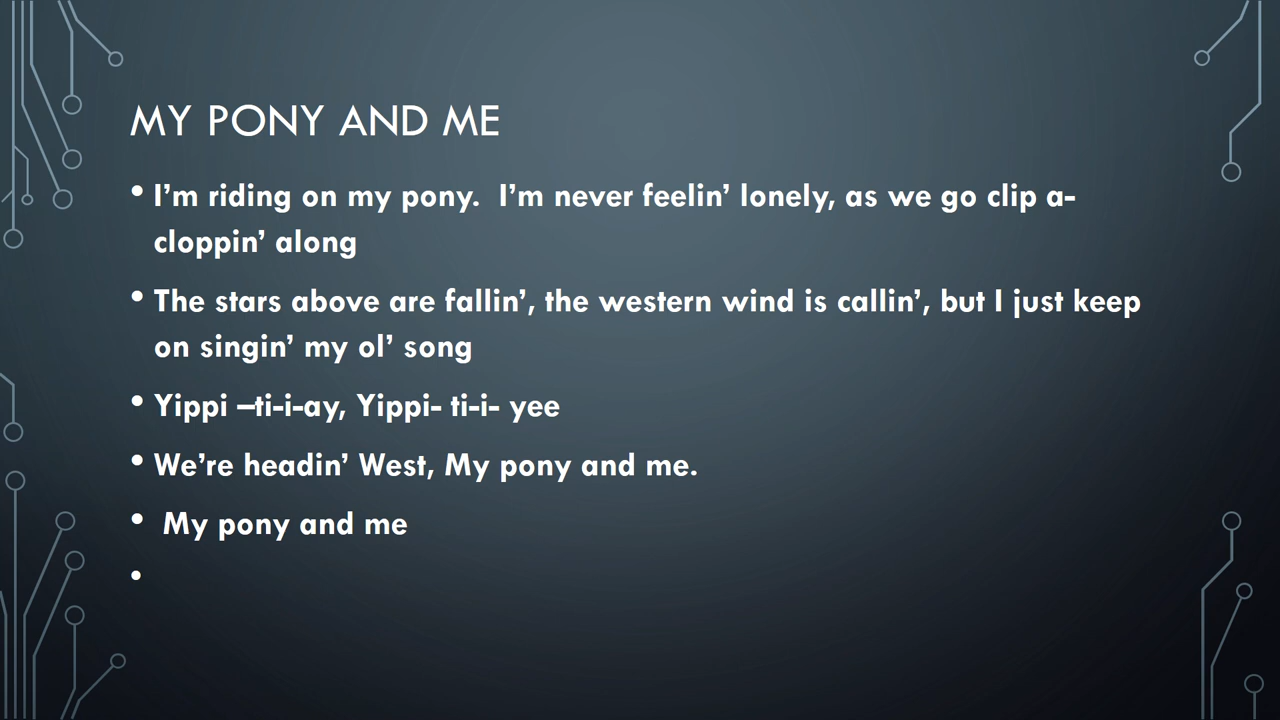 MY PONY AND ME
• I’m riding on my pony.  I’m never feelin’ lonely, as we go clip a-
cloppin’ along
• The stars above are fallin’, the western wind is callin’, but I just keep
on singin’ my ol’ song
• Yippi –ti-i-ay, Yippi- ti-i- yee
• We’re headin’ West, My pony and me.
• My pony and me
•